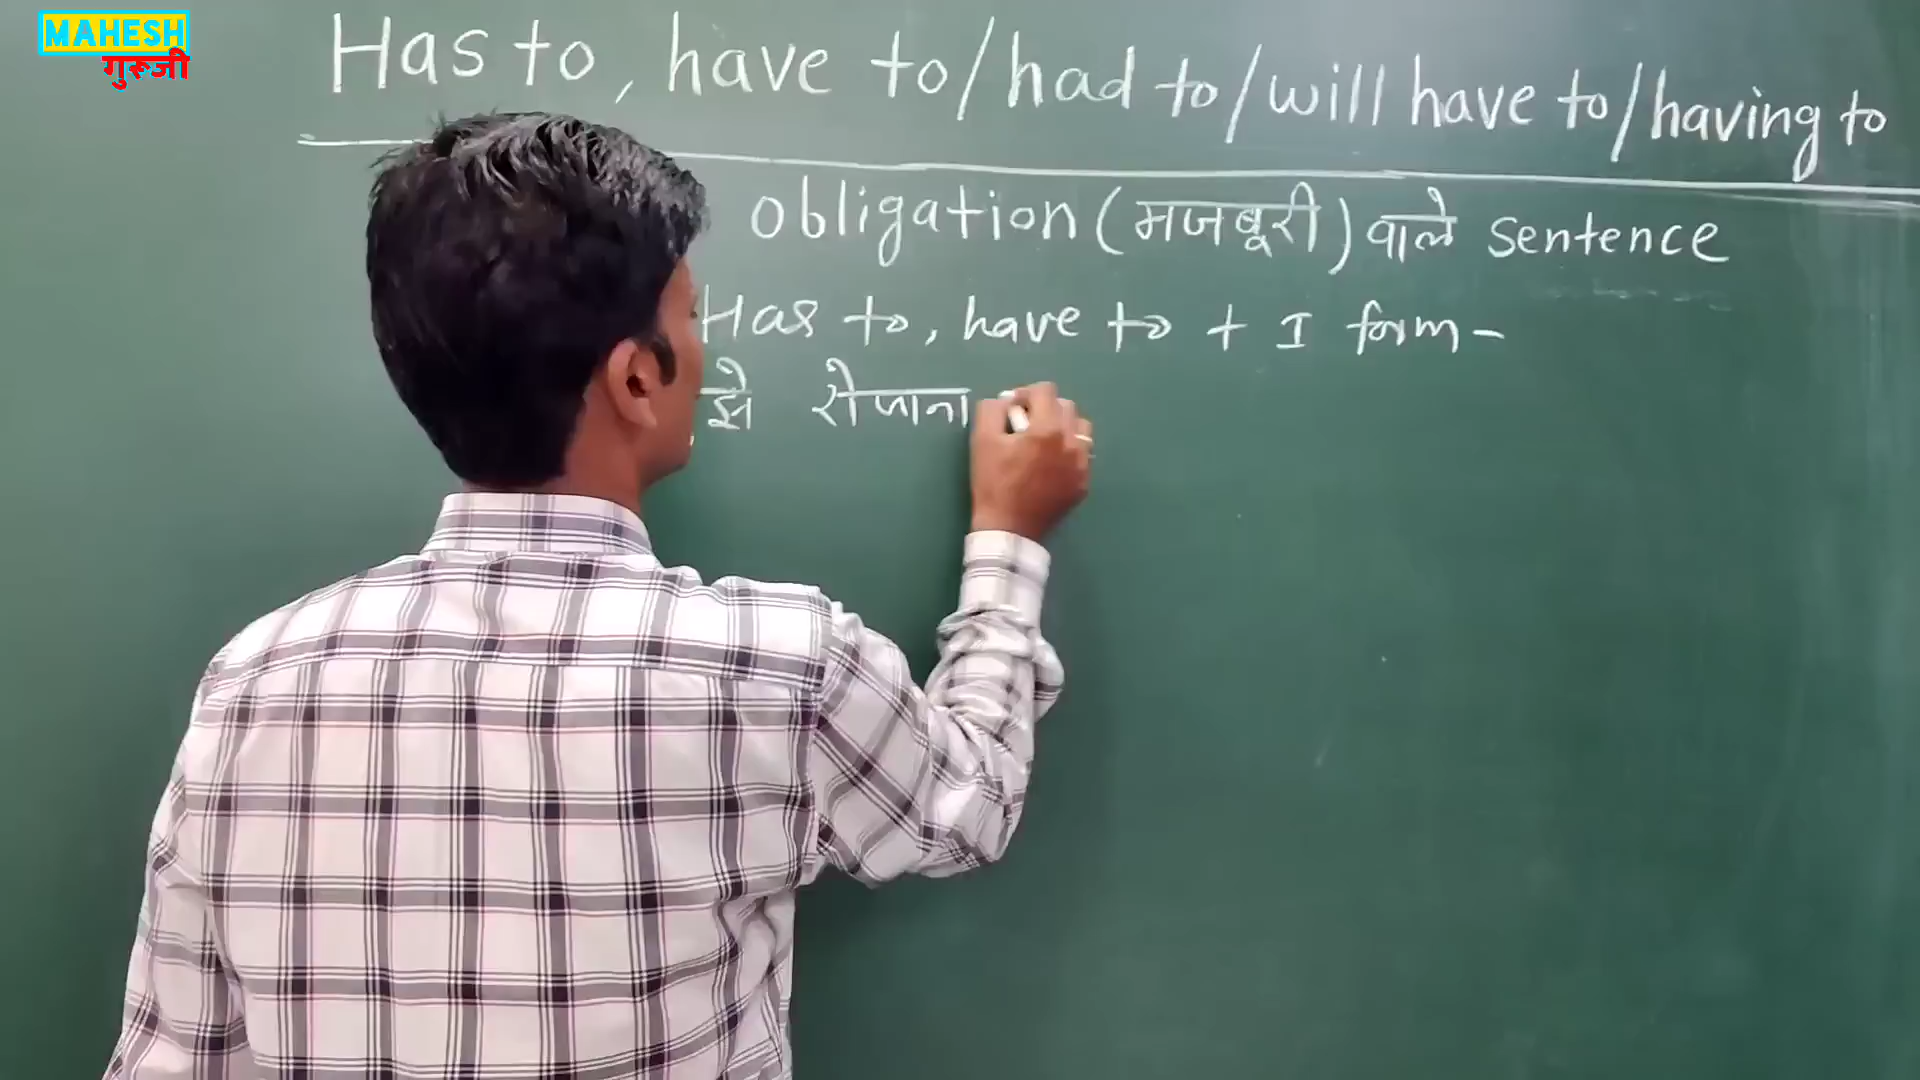 MAHESH
गुरूजी
Has to, have to/had to/will have to/having to
obligation (मजबूरी) वाले sentence
Has to, have to + I form -
झे रोजाना